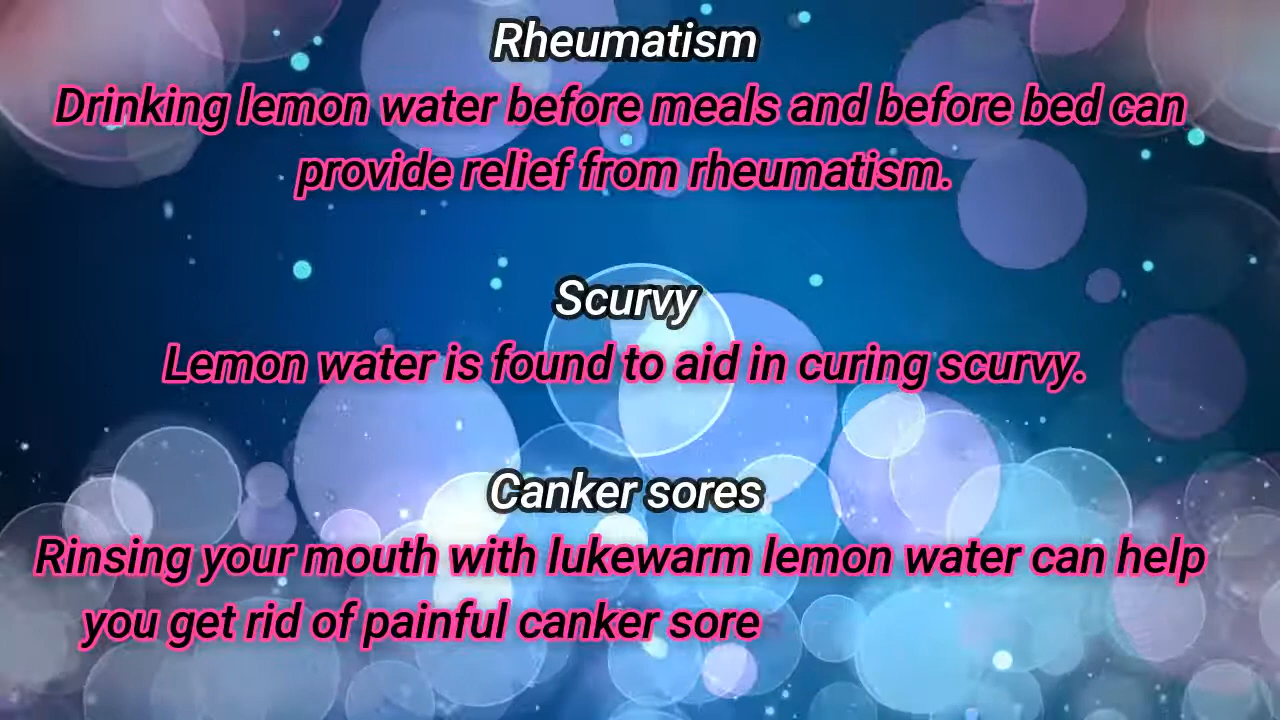 Rheumatism
Drinking lemon water before meals and before bed can
provide relief from rheumatism.
Scurvy
Lemon water is found to aid in curing scurvy.
Canker sores
Rinsing your mouth with lukewarm lemon water can help
you get rid of painful canker sore